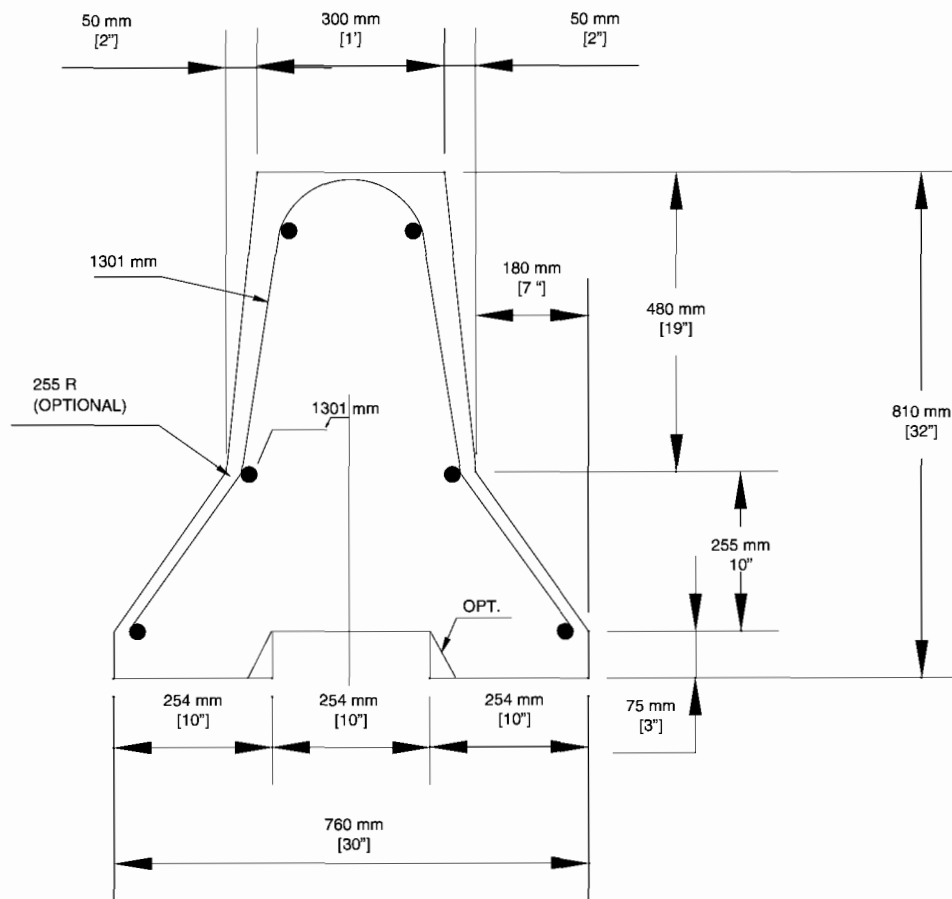 50 mm
[2"]
300 mm
[1']
50 mm
[2"]
1301 mm
180 mm
[7 "]
480 mm
[19"]
255 R
(OPTIONAL)
1301 mm
810 mm
[32"]
255 mm
10"
OPT.
254 mm
[10"]
254 mm
[10"]
254 mm
[10"]
75 mm
[3"]
760 mm
[30"]